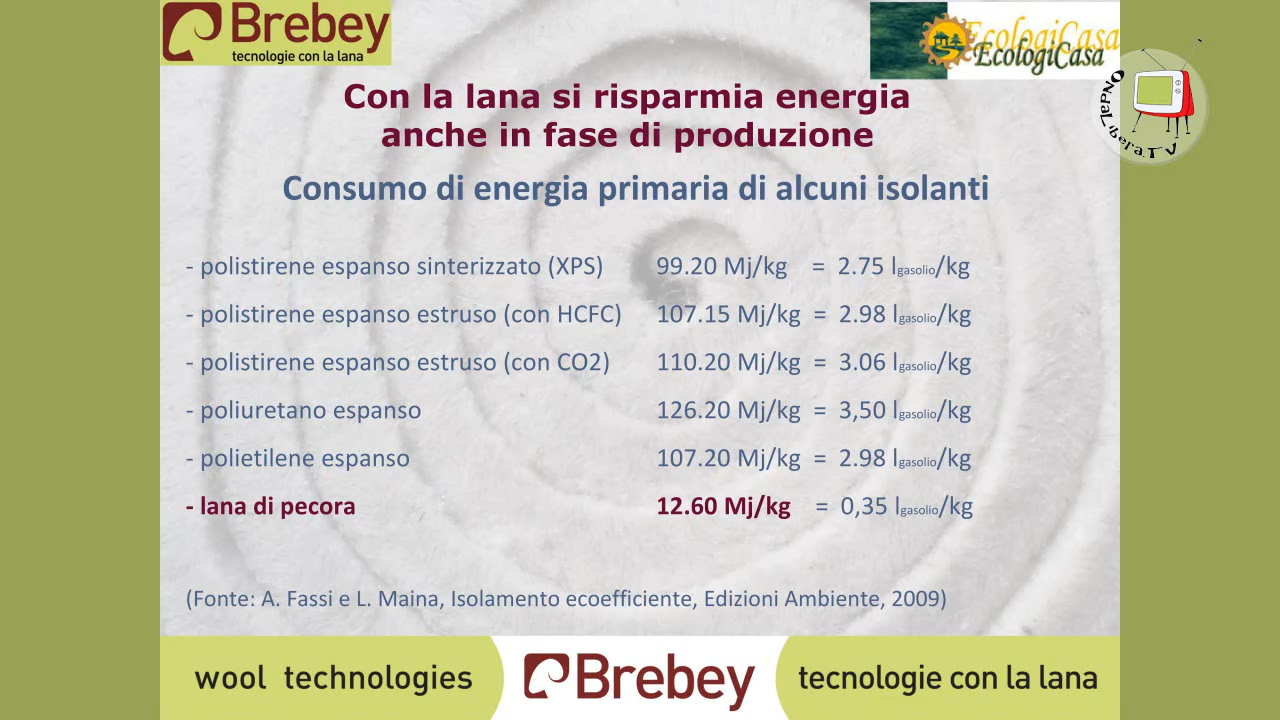 Brebey
tecnologie con la lana
EcologiCasa
EcologiCasa
OndaLibera.TV
Con la lana si risparmia energia
anche in fase di produzione
Consumo di energia primaria di alcuni isolanti
- polistirene espanso sinterizzato (XPS) 99.20 Mj/kg = 2.75 lgasolio/kg
- polistirene espanso estruso (con HCFC) 107.15 Mj/kg = 2.98 lgasolio/kg
- polistirene espanso estruso (con CO2) 110.20 Mj/kg = 3.06 lgasolio/kg
- poliuretano espanso 126.20 Mj/kg = 3,50 lgasolio/kg
- polietilene espanso 107.20 Mj/kg = 2.98 lgasolio/kg
- lana di pecora 12.60 Mj/kg = 0,35 lgasolio/kg
(Fonte: A. Fassi e L. Maina, Isolamento ecoefficiente, Edizioni Ambiente, 2009)
wool technologies Brebey tecnologie con la lana